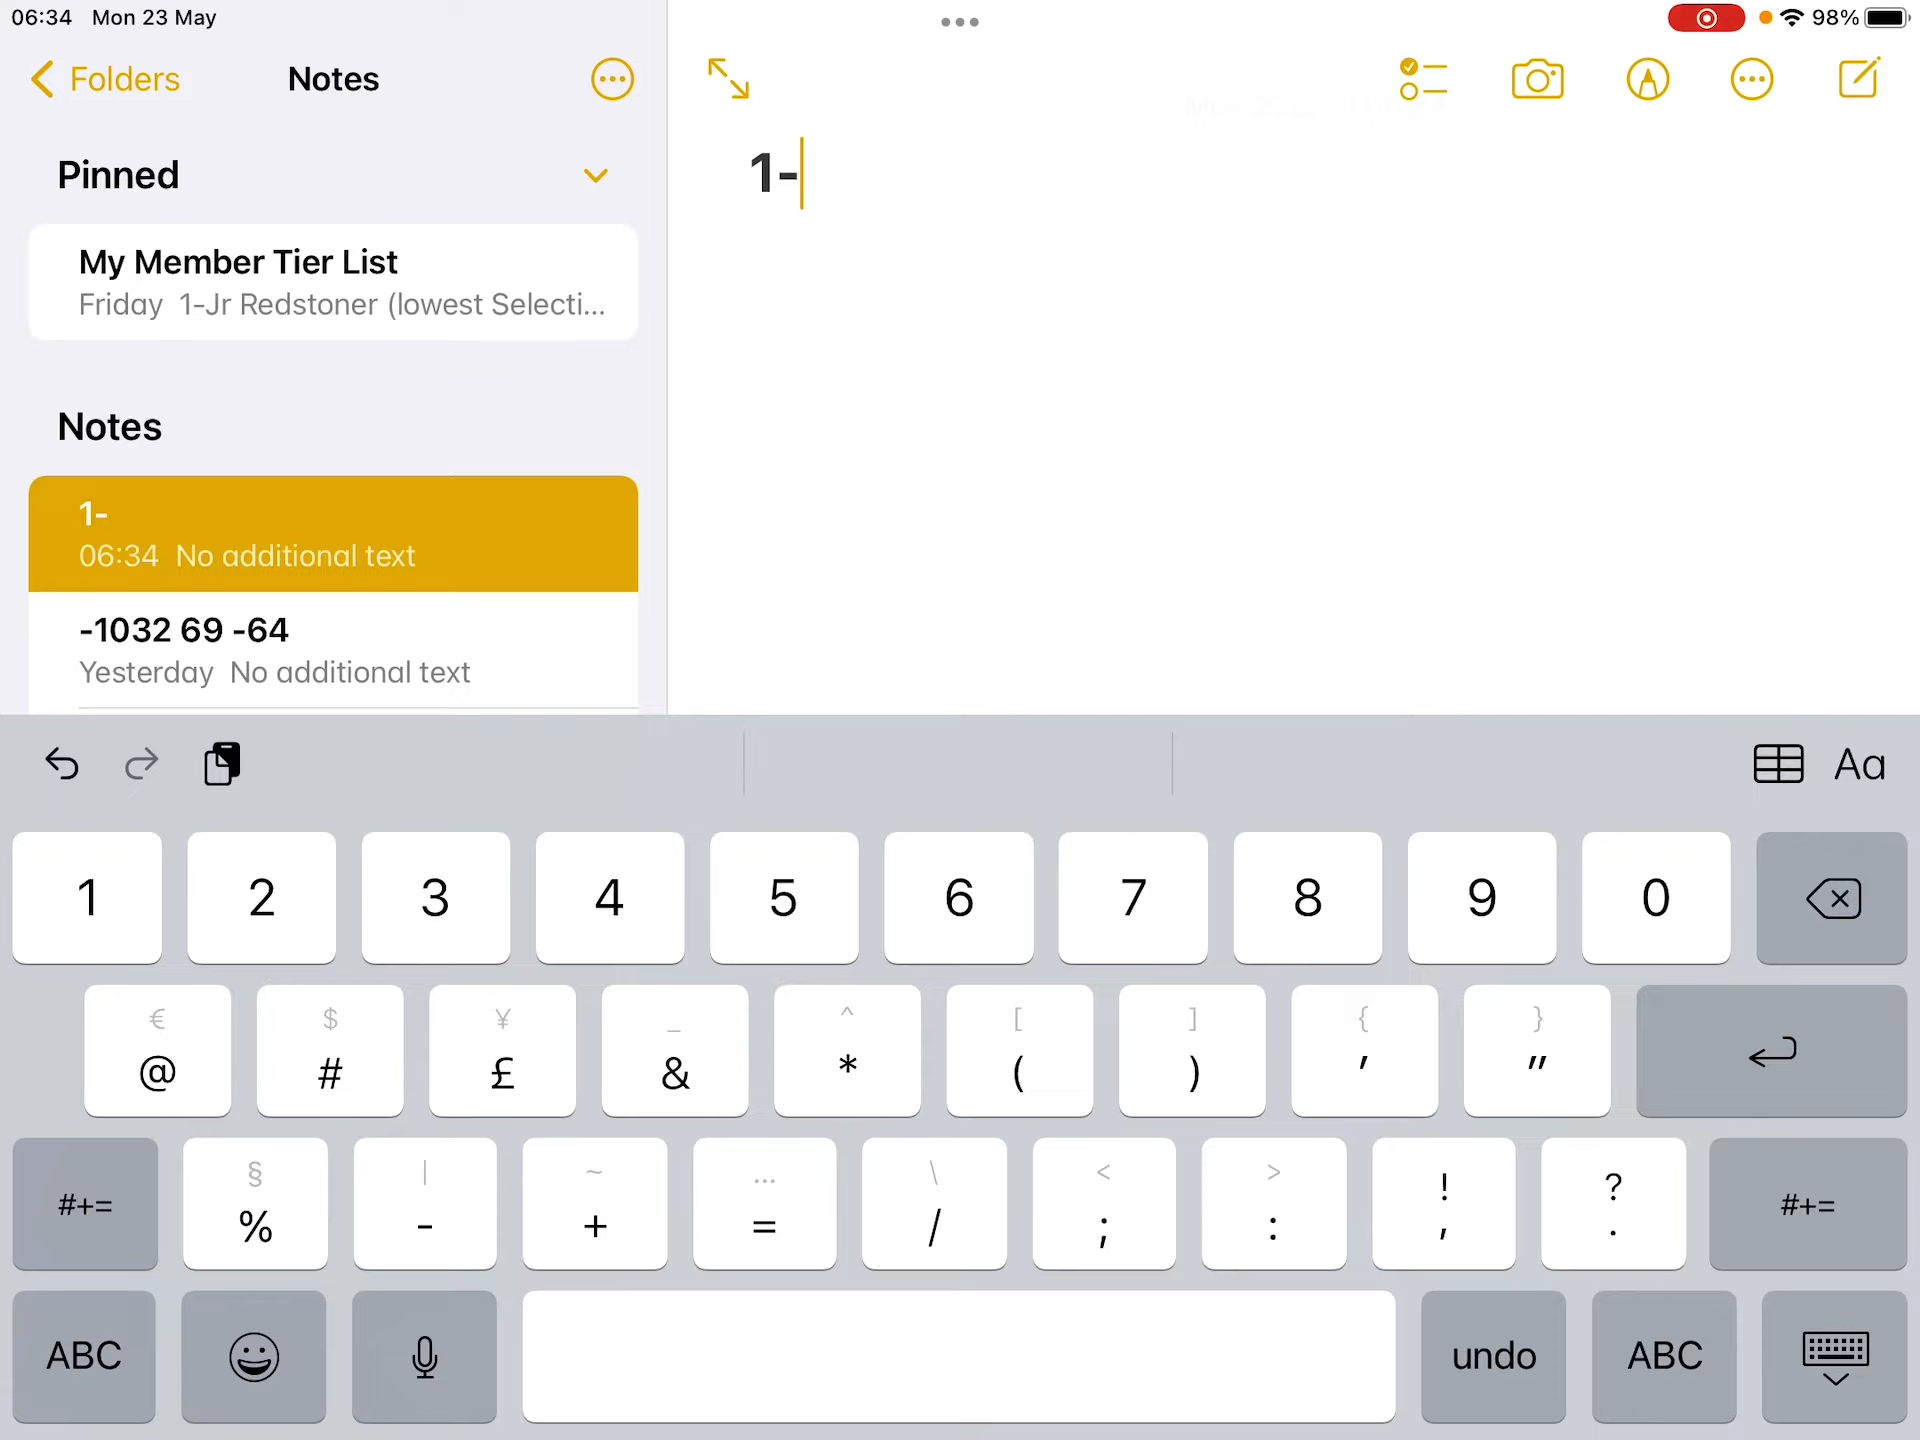 06:34 Mon 23 May
98%
Folders
Notes
Pinned
My Member Tier List
Friday 1-Jr Redstoner (lowest Selecti...
Notes
1-
06:34 No additional text
-1032 69 -64
Yesterday No additional text
1-
Aa
1 2 3 4 5 6 7 8 9 0
€ $ ¥ _ ^ [ ] { }
@ # £ & * ( ) ' "
#+= § | ~ ... \ < > ! ? #+=
% - + = / ; : , .
ABC undo ABC